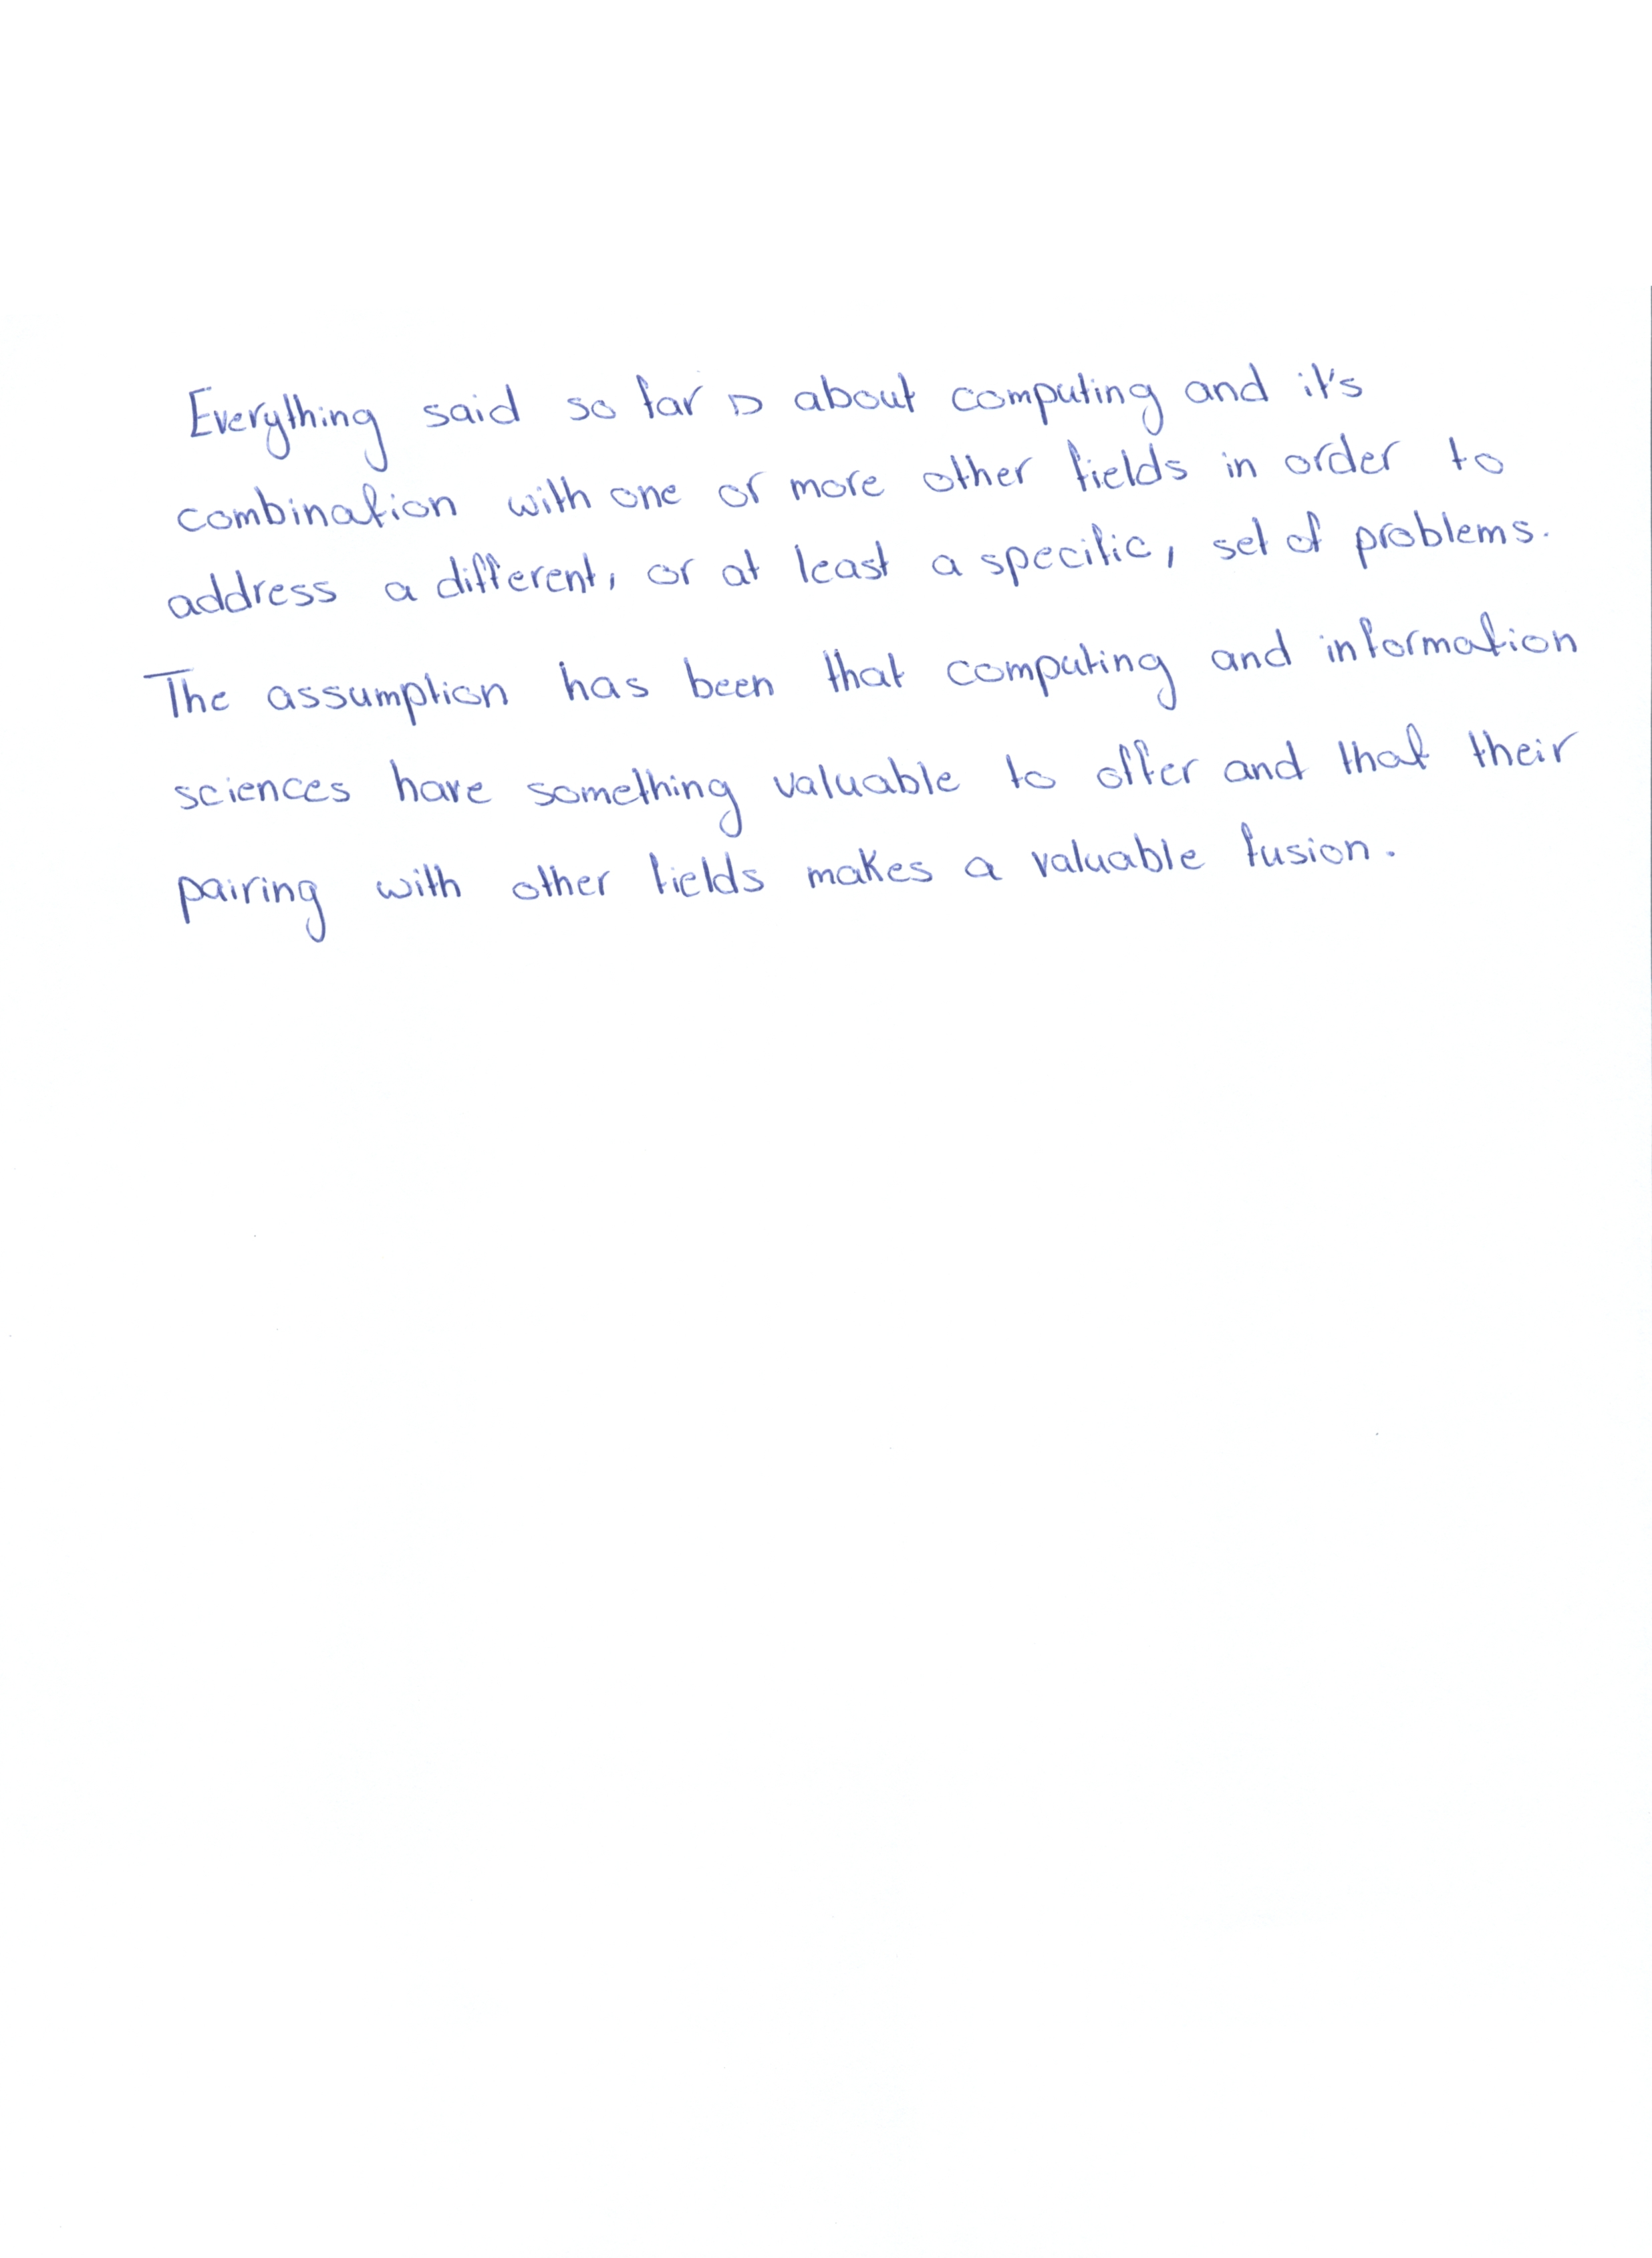 Everything said so far is about computing and it's
combination with one or more other fields in order to
address a different, or at least a specific, set of problems.
The assumption has been that computing and information
sciences have something valuable to offer and that their
pairing with other fields makes a valuable fusion.